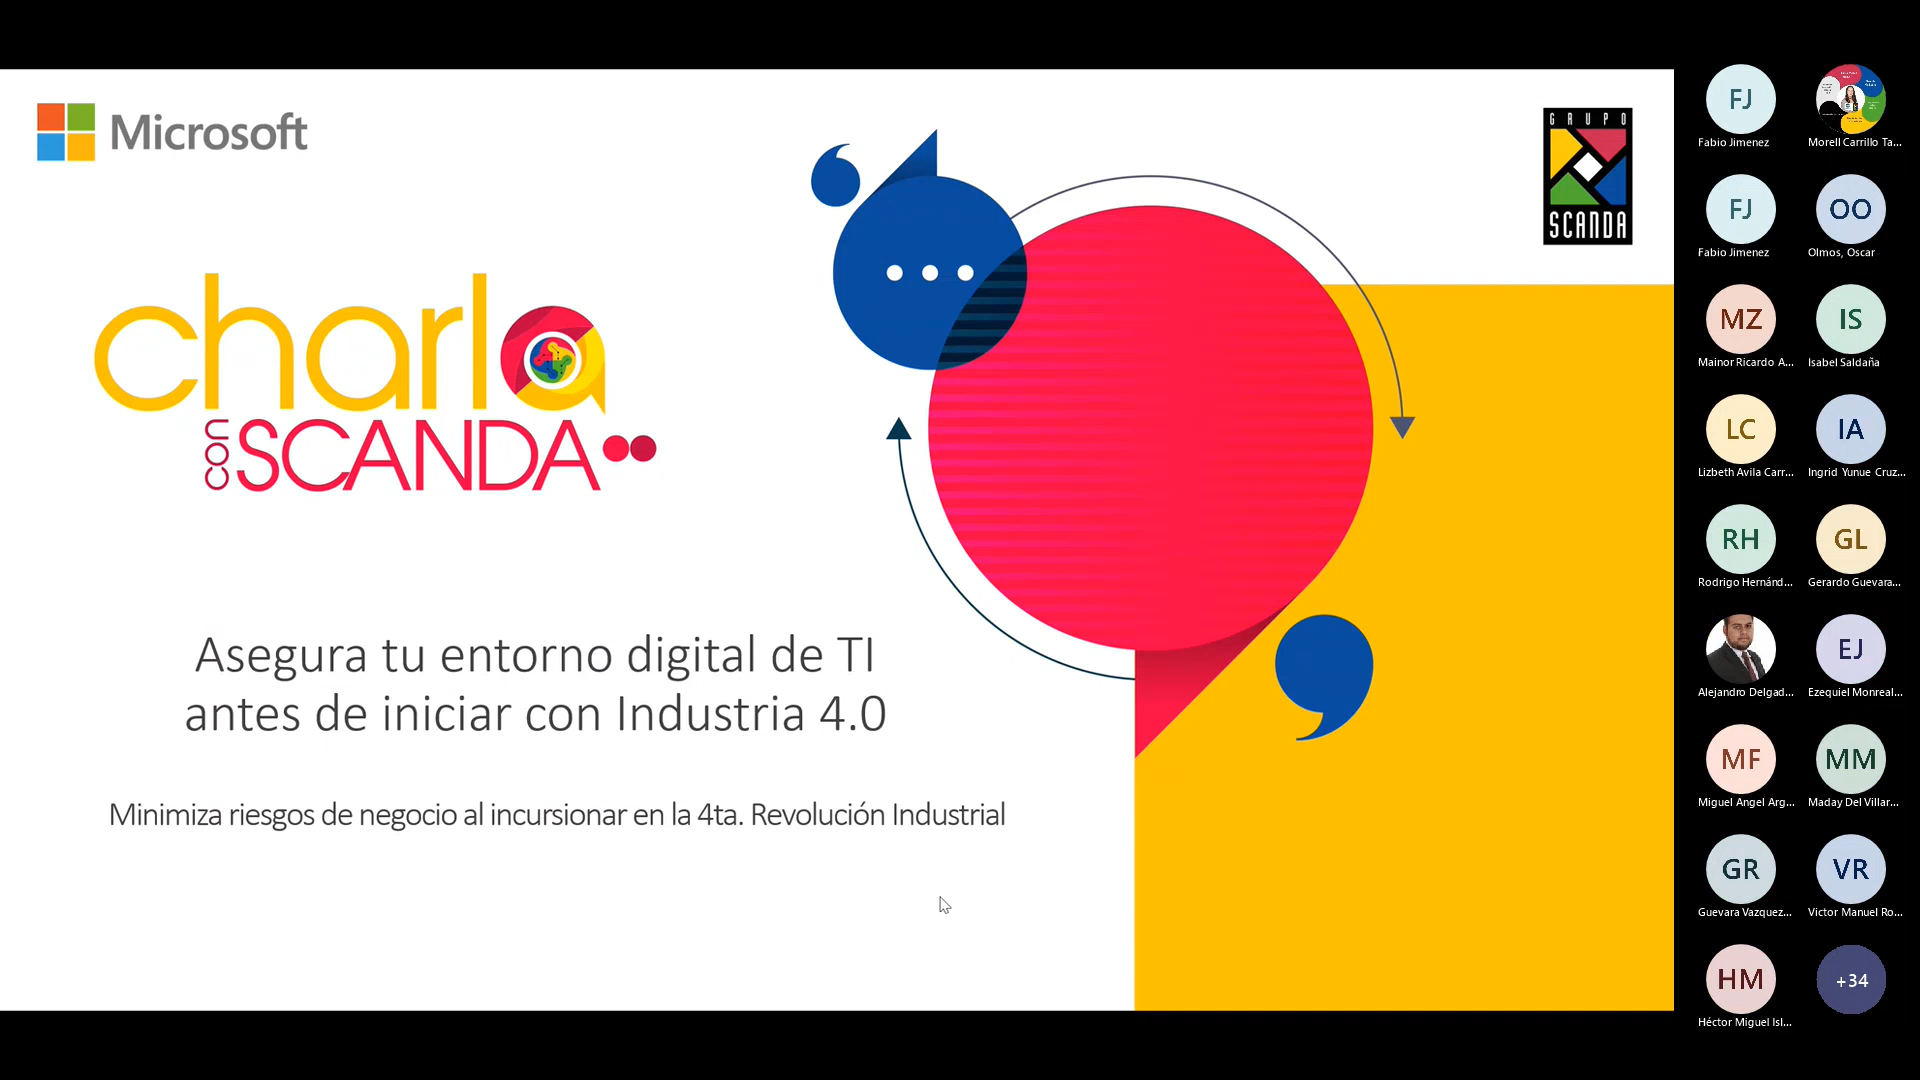 Microsoft
GRUPO
SCANDA
charla
con SCANDA
Asegura tu entorno digital de TI
antes de iniciar con Industria 4.0
Minimiza riesgos de negocio al incursionar en la 4ta. Revolución Industrial
FJ
Fabio Jimenez
Morell Carrillo Ta...
FJ
Fabio Jimenez
OO
Olmos, Oscar
MZ
Mainor Ricardo A...
IS
Isabel Saldaña
LC
Lizbeth Avila Carr...
IA
Ingrid Yunue Cruz...
RH
Rodrigo Hernánd...
GL
Gerardo Guevara...
Alejandro Delgad...
EJ
Ezequiel Monreal...
MF
Miguel Angel Arg...
MM
Maday Del Villar...
GR
Guevara Vazquez...
VR
Victor Manuel Ro...
HM
Héctor Miguel Isl...
+34